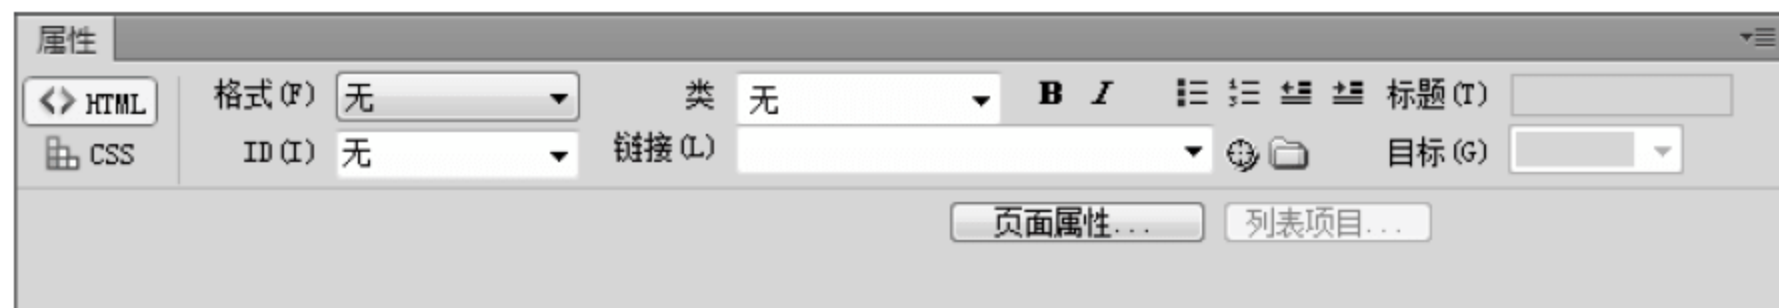 属性
<> HTML 格式(F) 无 类 无 B I 标题(T)
CSS ID(I) 无 链接(L) 目标(G)
页面属性... 列表项目...